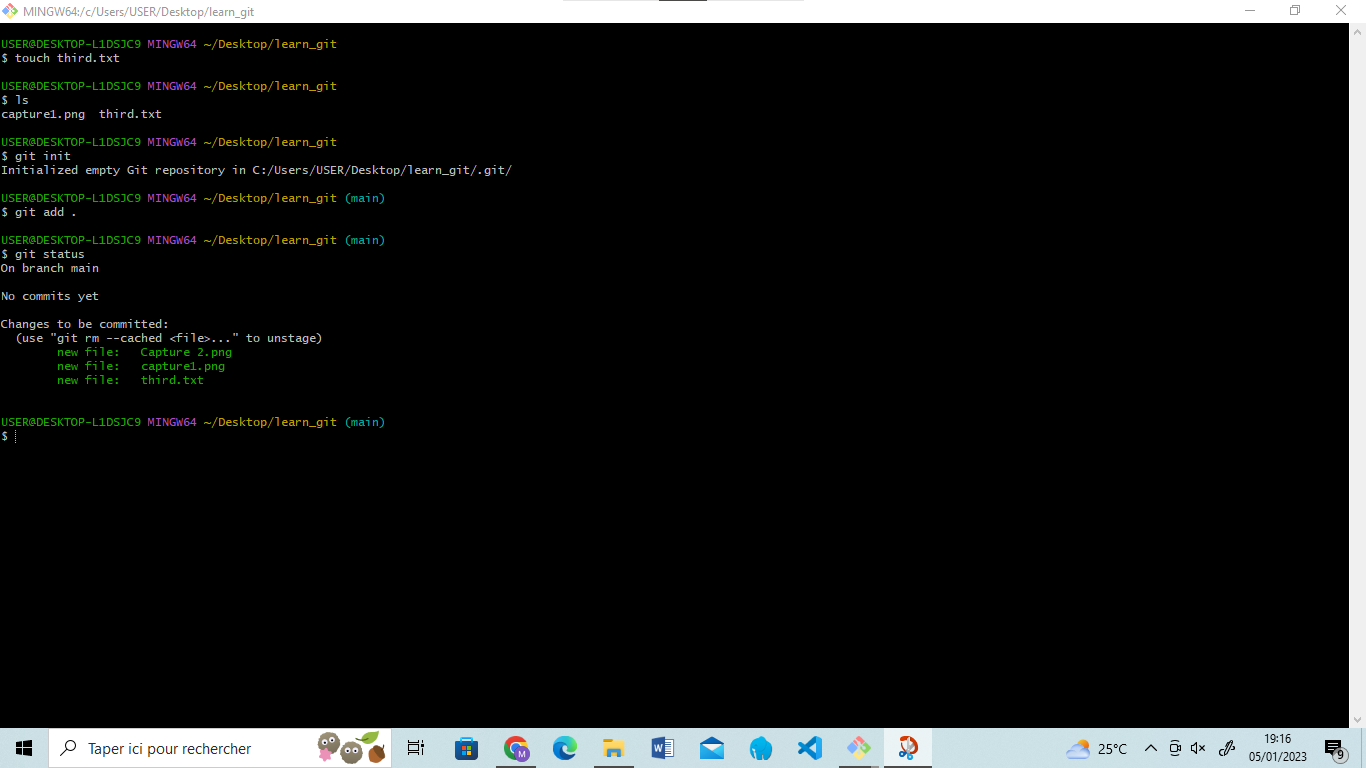 MINGW64:/c/Users/USER/Desktop/learn_git
USER@DESKTOP-L1DSJC9 MINGW64 ~/Desktop/learn_git
$ touch third.txt
USER@DESKTOP-L1DSJC9 MINGW64 ~/Desktop/learn_git
$ ls
capture1.png  third.txt
USER@DESKTOP-L1DSJC9 MINGW64 ~/Desktop/learn_git
$ git init
Initialized empty Git repository in C:/Users/USER/Desktop/learn_git/.git/
USER@DESKTOP-L1DSJC9 MINGW64 ~/Desktop/learn_git (main)
$ git add .
USER@DESKTOP-L1DSJC9 MINGW64 ~/Desktop/learn_git (main)
$ git status
On branch main
No commits yet
Changes to be committed:
  (use "git rm --cached <file>..." to unstage)
        new file:   Capture 2.png
        new file:   capture1.png
        new file:   third.txt
USER@DESKTOP-L1DSJC9 MINGW64 ~/Desktop/learn_git (main)
$
Taper ici pour rechercher
M
W
25°C
19:16
05/01/2023
9